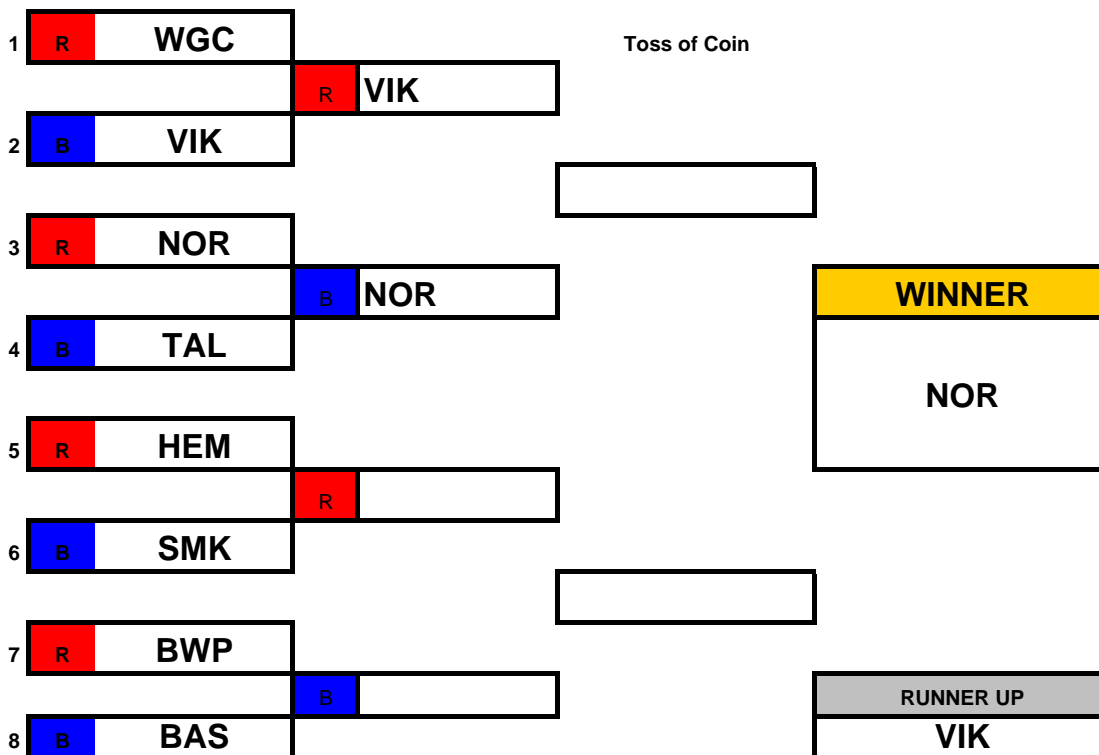 1 R WGC Toss of Coin
R VIK
2 B VIK
3 R NOR
B NOR WINNER
4 B TAL
NOR
5 R HEM
R
6 B SMK
7 R BWP
B RUNNER UP
8 B BAS VIK